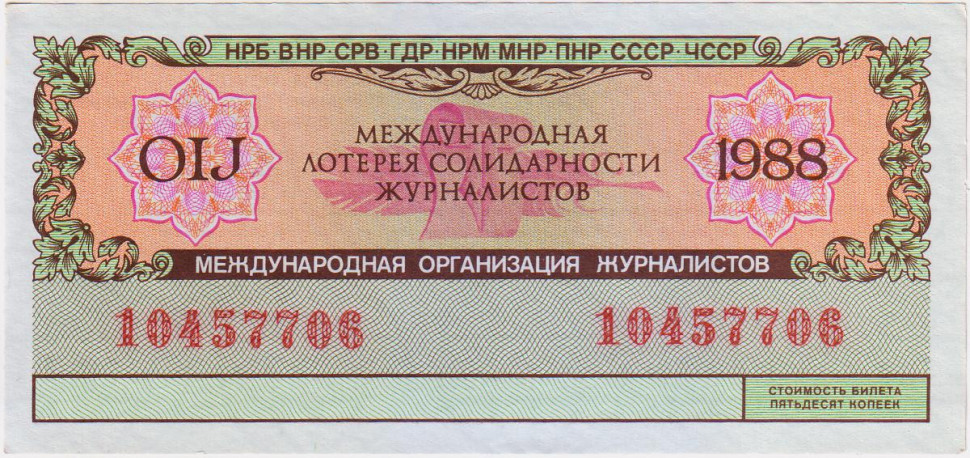 НРБ·ВНР·СРВ·ГДР·НРМ·МНР·ПНР·СССР·ЧССР
OIJ
МЕЖДУНАРОДНАЯ
ЛОТЕРЕЯ СОЛИДАРНОСТИ
ЖУРНАЛИСТОВ
1988
МЕЖДУНАРОДНАЯ ОРГАНИЗАЦИЯ ЖУРНАЛИСТОВ
10457706 10457706
СТОИМОСТЬ БИЛЕТА
ПЯТЬДЕСЯТ КОПЕЕК